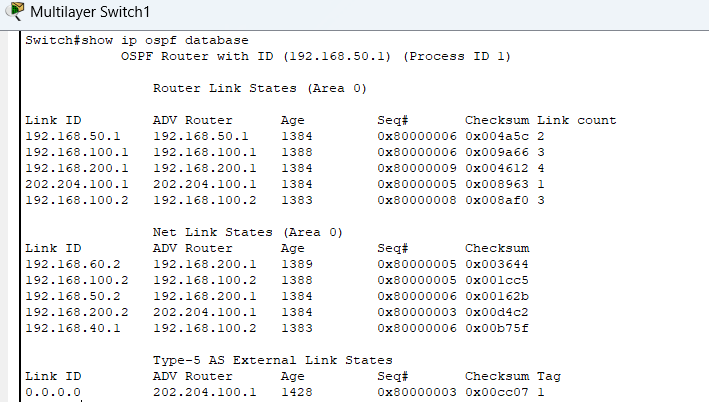 Multilayer Switch1
Switch#show ip ospf database
OSPF Router with ID (192.168.50.1) (Process ID 1)
Router Link States (Area 0)
Link ID ADV Router Age Seq# Checksum Link count
192.168.50.1 192.168.50.1 1384 0x80000006 0x004a5c 2
192.168.100.1 192.168.100.1 1388 0x80000006 0x009a66 3
192.168.200.1 192.168.200.1 1384 0x80000009 0x004612 4
202.204.100.1 202.204.100.1 1384 0x80000005 0x008963 1
192.168.100.2 192.168.100.2 1383 0x80000008 0x008af0 3
Net Link States (Area 0)
Link ID ADV Router Age Seq# Checksum
192.168.60.2 192.168.200.1 1389 0x80000005 0x003644
192.168.100.2 192.168.100.2 1388 0x80000005 0x001cc5
192.168.50.2 192.168.200.1 1384 0x80000006 0x00162b
192.168.200.2 202.204.100.1 1384 0x80000003 0x00d4c2
192.168.40.1 192.168.100.2 1383 0x80000006 0x00b75f
Type-5 AS External Link States
Link ID ADV Router Age Seq# Checksum Tag
0.0.0.0 202.204.100.1 1428 0x80000003 0x00cc07 1